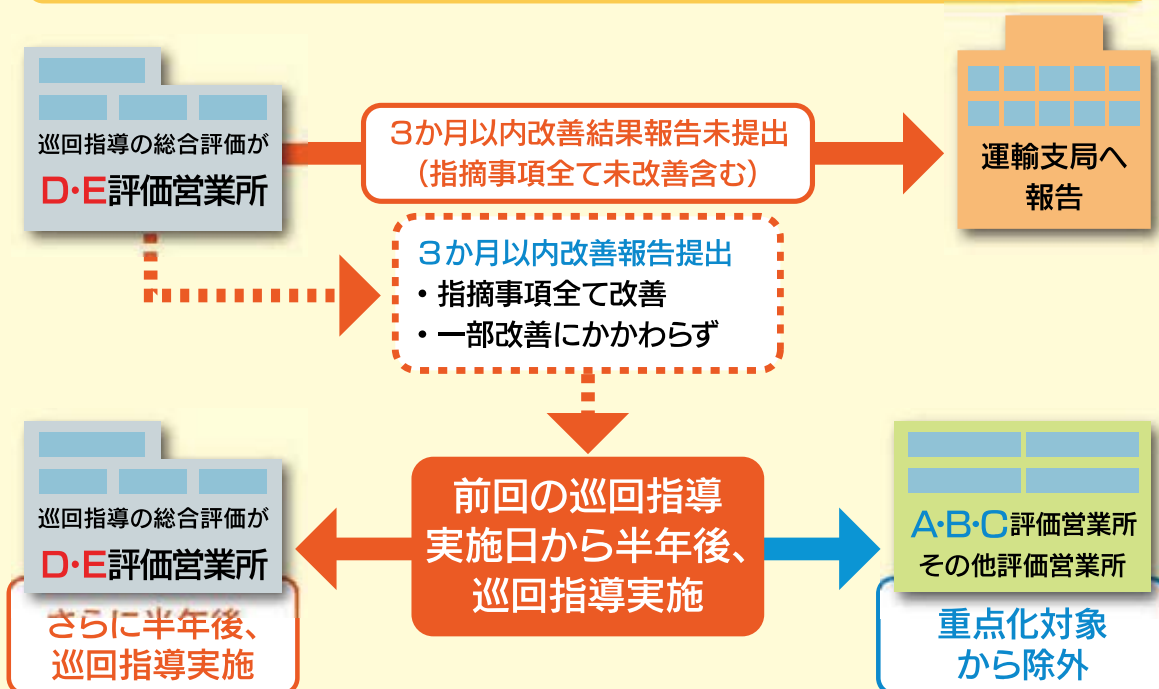 巡回指導の総合評価が
D・E評価営業所
3か月以内改善結果報告未提出
（指摘事項全て未改善含む）
運輸支局へ
報告
3か月以内改善報告提出
・指摘事項全て改善
・一部改善にかかわらず
巡回指導の総合評価が
D・E評価営業所
さらに半年後、
巡回指導実施
前回の巡回指導
実施日から半年後、
巡回指導実施
A・B・C評価営業所
その他評価営業所
重点化対象
から除外